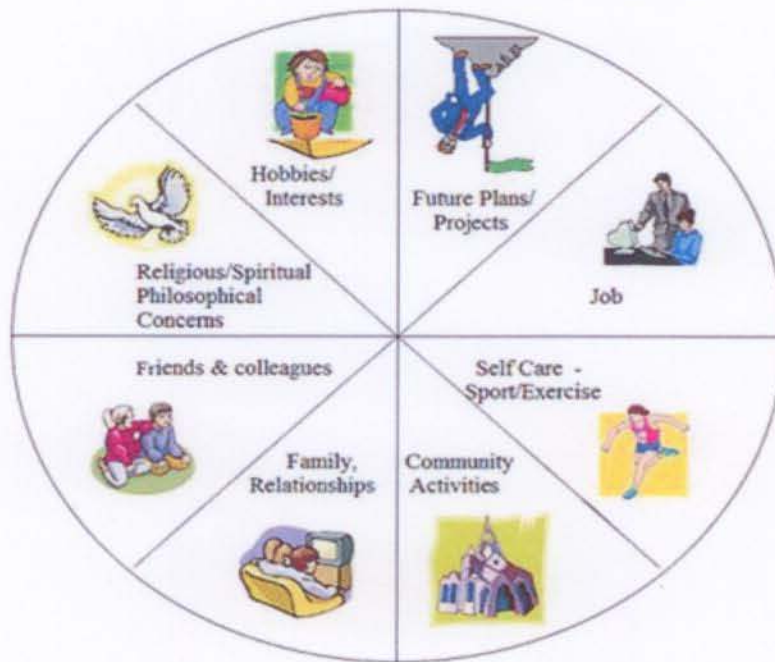 Hobbies/
Interests
Future Plans/
Projects
Job
Religious/Spiritual
Philosophical
Concerns
Friends & colleagues
Self Care -
Sport/Exercise
Family,
Relationships
Community
Activities